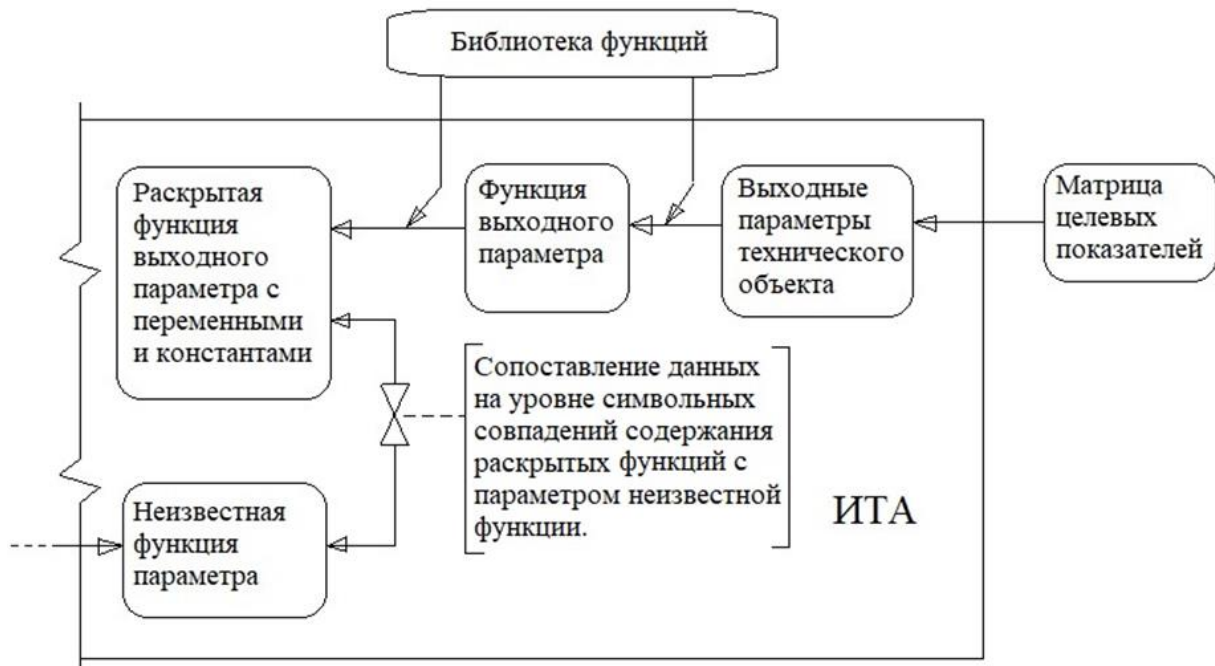 Библиотека функций
Раскрытая
функция
выходного
параметра с
переменными
и константами
Функция
выходного
параметра
Выходные
параметры
технического
объекта
Матрица
целевых
показателей
Сопоставление данных
на уровне символьных
совпадений содержания
раскрытых функций с
параметром неизвестной
функции.
ИТА
Неизвестная
функция
параметра